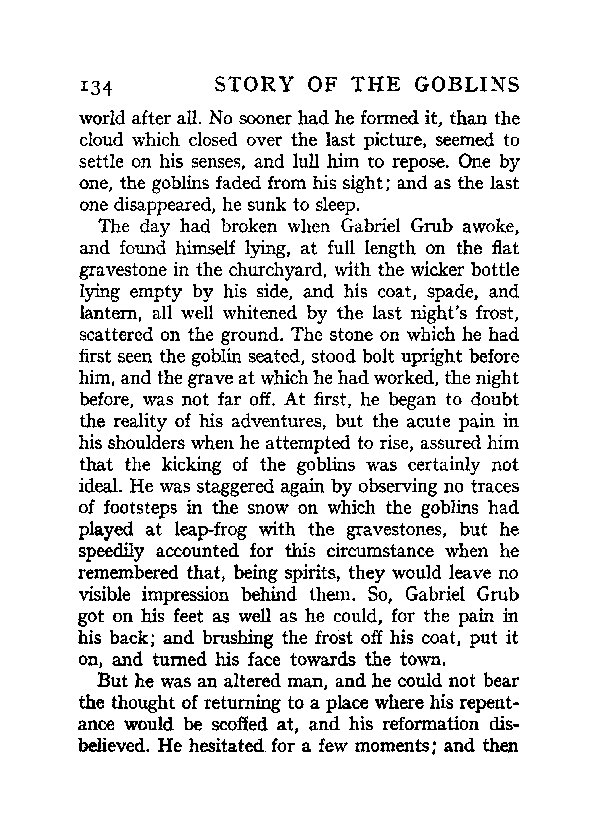 134 STORY OF THE GOBLINS
world after all. No sooner had he formed it, than the
cloud which closed over the last picture, seemed to
settle on his senses, and lull him to repose. One by
one, the goblins faded from his sight; and as the last
one disappeared, he sunk to sleep.
The day had broken when Gabriel Grub awoke,
and found himself lying, at full length on the flat
gravestone in the churchyard, with the wicker bottle
lying empty by his side, and his coat, spade, and
lantern, all well whitened by the last night's frost,
scattered on the ground. The stone on which he had
first seen the goblin seated, stood bolt upright before
him, and the grave at which he had worked, the night
before, was not far off. At first, he began to doubt
the reality of his adventures, but the acute pain in
his shoulders when he attempted to rise, assured him
that the kicking of the goblins was certainly not
ideal. He was staggered again by observing no traces
of footsteps in the snow on which the goblins had
played at leap-frog with the gravestones, but he
speedily accounted for this circumstance when he
remembered that, being spirits, they would leave no
visible impression behind them. So, Gabriel Grub
got on his feet as well as he could, for the pain in
his back; and brushing the frost off his coat, put it
on, and turned his face towards the town.
But he was an altered man, and he could not bear
the thought of returning to a place where his repent-
ance would be scoffed at, and his reformation dis-
believed. He hesitated for a few moments; and then